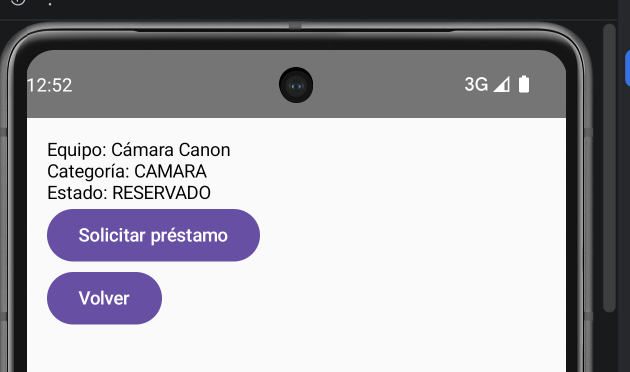 12:52
3G
Equipo: Cámara Canon
Categoría: CAMARA
Estado: RESERVADO
Solicitar préstamo
Volver